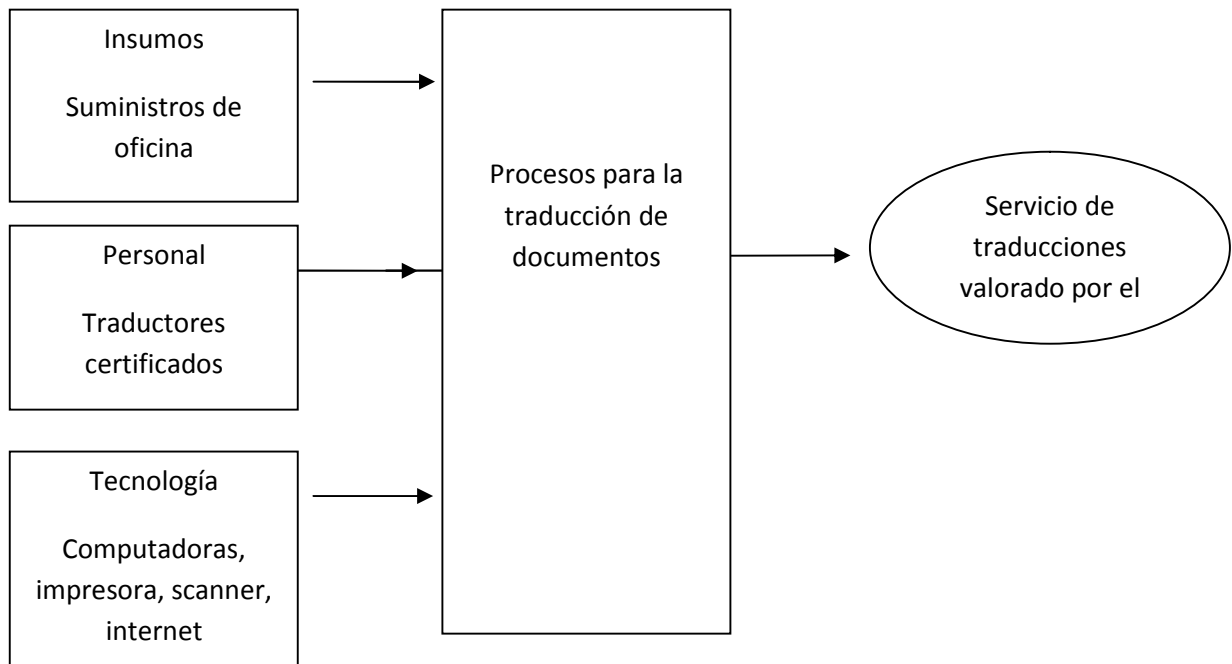 Insumos
Suministros de
oficina
Personal
Traductores
certificados
Tecnología
Computadoras,
impresora, scanner,
internet
Procesos para la
traducción de
documentos
Servicio de
traducciones
valorado por el